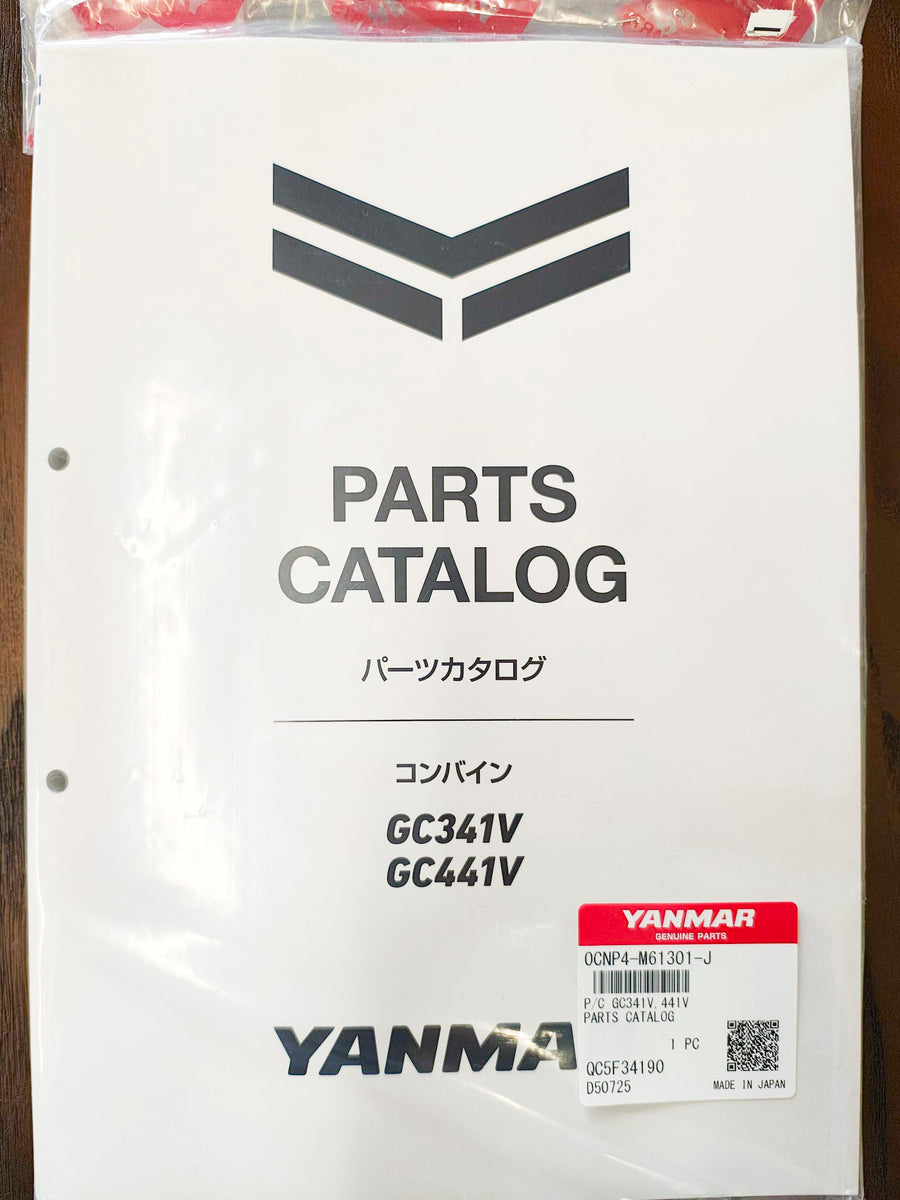 PARTS
CATALOG
パーツカタログ
コンバイン
GC341V
GC441V
YANMAR
GENUINE PARTS
0CNP4-M61301-J
P/C GC341V,441V
PARTS CATALOG
1 PC
QC5F34190
D50725
MADE IN JAPAN
YANMA